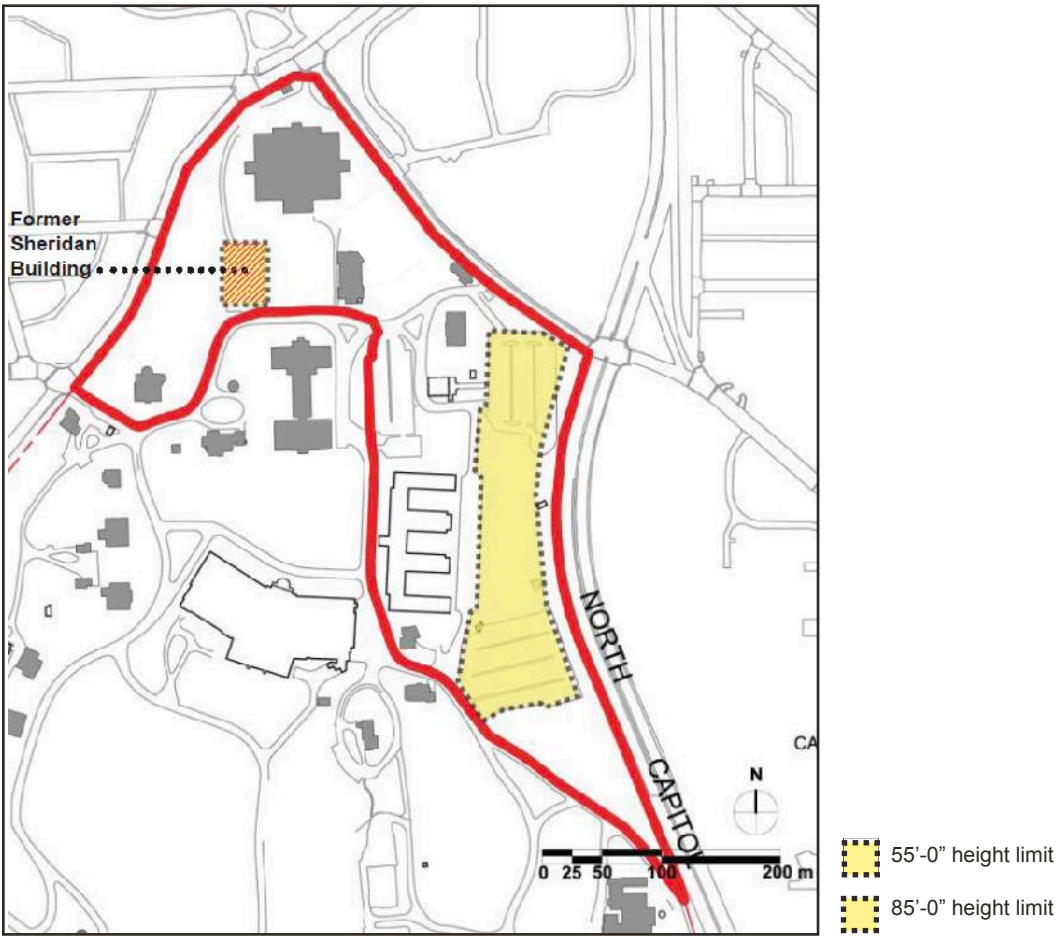 Former
Sheridan
Building
NORTH
CAPITOL
CA
N
0 25 50 100 200 m
55’-0” height limit
85’-0” height limit